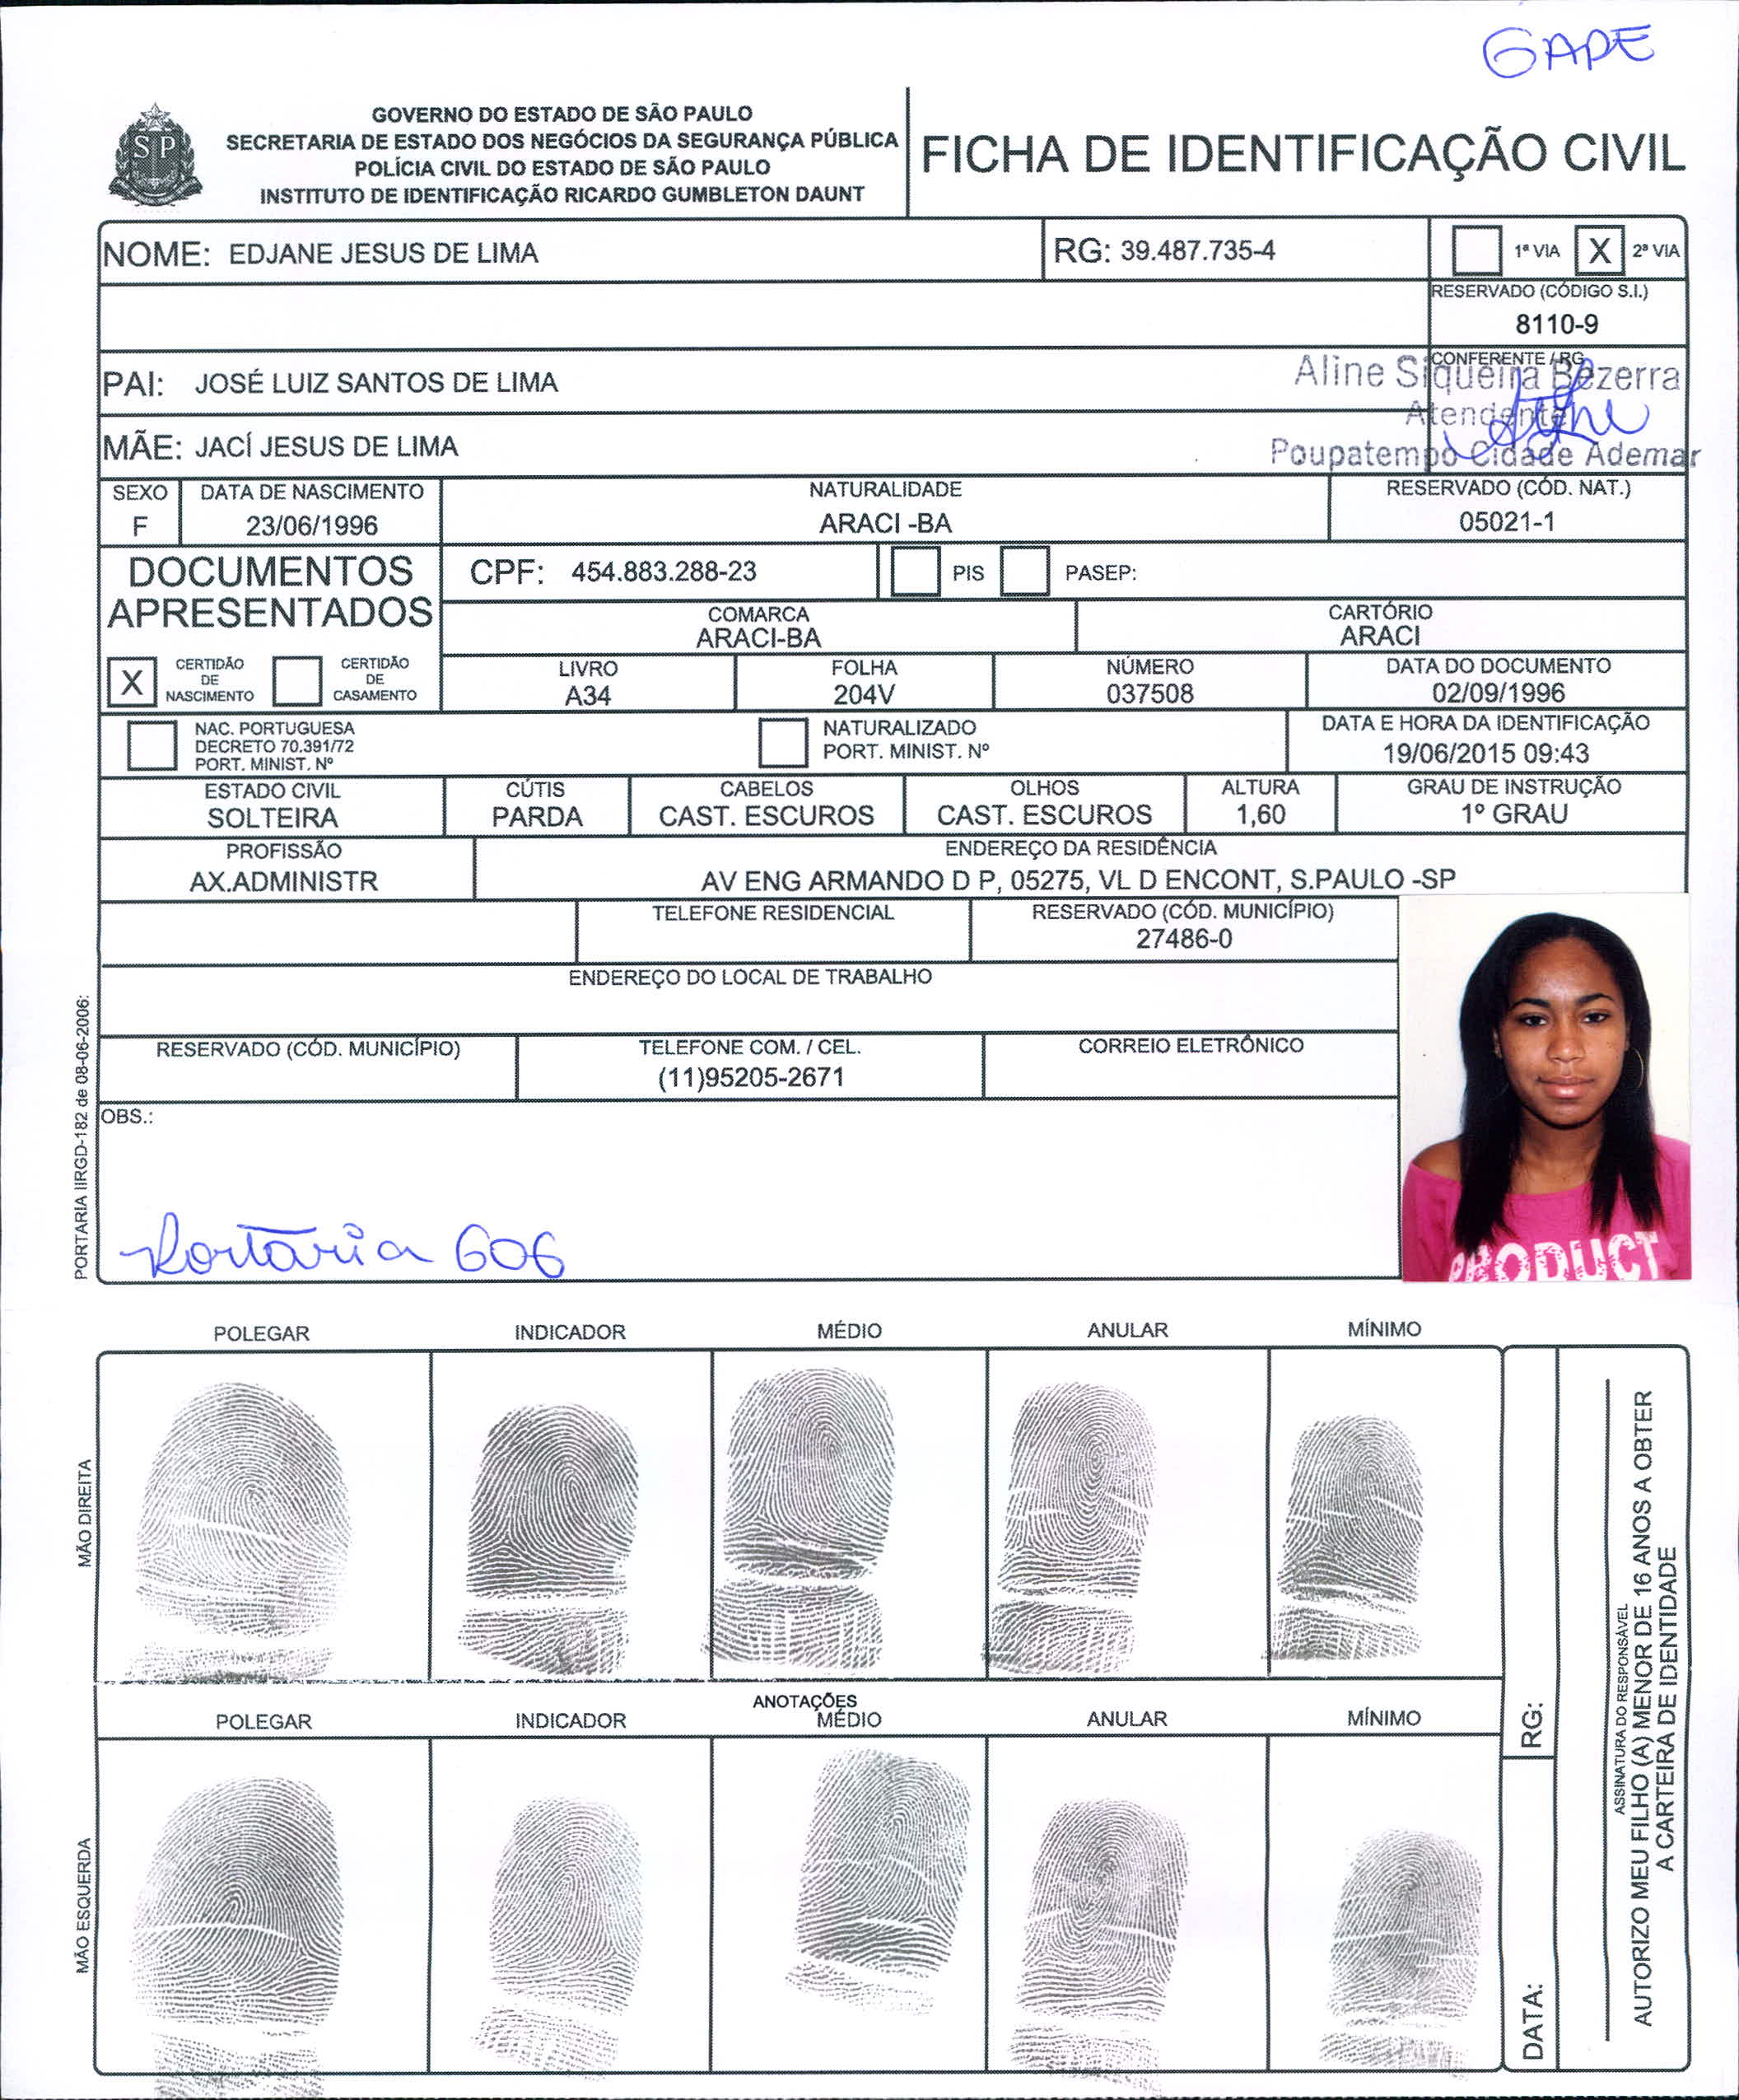 GAPE
GOVERNO DO ESTADO DE SÃO PAULO
SECRETARIA DE ESTADO DOS NEGÓCIOS DA SEGURANÇA PÚBLICA
POLÍCIA CIVIL DO ESTADO DE SÃO PAULO
INSTITUTO DE IDENTIFICAÇÃO RICARDO GUMBLETON DAUNT
SP
FICHA DE IDENTIFICAÇÃO CIVIL
NOME: EDJANE JESUS DE LIMA
RG: 39.487.735-4
1ª VIA X 2ª VIA
RESERVADO (CÓDIGO S.I.)
8110-9
PAI: JOSÉ LUIZ SANTOS DE LIMA
CONFERENTE / RG
Aline Siqueira Bezerra
Atendente
Poupatempo Cidade Ademar
MÃE: JACÍ JESUS DE LIMA
SEXO
F
DATA DE NASCIMENTO
23/06/1996
NATURALIDADE
ARACI -BA
RESERVADO (CÓD. NAT.)
05021-1
DOCUMENTOS
APRESENTADOS
CPF: 454.883.288-23
PIS
PASEP:
COMARCA
ARACI-BA
CARTÓRIO
ARACI
X
CERTIDÃO
DE
NASCIMENTO
CERTIDÃO
DE
CASAMENTO
LIVRO
A34
FOLHA
204V
NÚMERO
037508
DATA DO DOCUMENTO
02/09/1996
NAC. PORTUGUESA
DECRETO 70.391/72
PORT. MINIST. Nº
NATURALIZADO
PORT. MINIST. Nº
DATA E HORA DA IDENTIFICAÇÃO
19/06/2015 09:43
ESTADO CIVIL
SOLTEIRA
CÚTIS
PARDA
CABELOS
CAST. ESCUROS
OLHOS
CAST. ESCUROS
ALTURA
1,60
GRAU DE INSTRUÇÃO
1º GRAU
PROFISSÃO
AX.ADMINISTR
ENDEREÇO DA RESIDÊNCIA
AV ENG ARMANDO D P, 05275, VL D ENCONT, S.PAULO -SP
TELEFONE RESIDENCIAL
RESERVADO (CÓD. MUNICÍPIO)
27486-0
ENDEREÇO DO LOCAL DE TRABALHO
RESERVADO (CÓD. MUNICÍPIO)
TELEFONE COM. / CEL.
(11)95205-2671
CORREIO ELETRÔNICO
OBS.:
Portaria 606
PRODUCT
PORTARIA IIRGD-182 de 08-06-2006:
POLEGAR INDICADOR MÉDIO ANULAR MÍNIMO
MÃO DIREITA
ANOTAÇÕES
POLEGAR INDICADOR MÉDIO ANULAR MÍNIMO
MÃO ESQUERDA
RG:
DATA:
ASSINATURA DO RESPONSÁVEL
AUTORIZO MEU FILHO (A) MENOR DE 16 ANOS A OBTER
A CARTEIRA DE IDENTIDADE